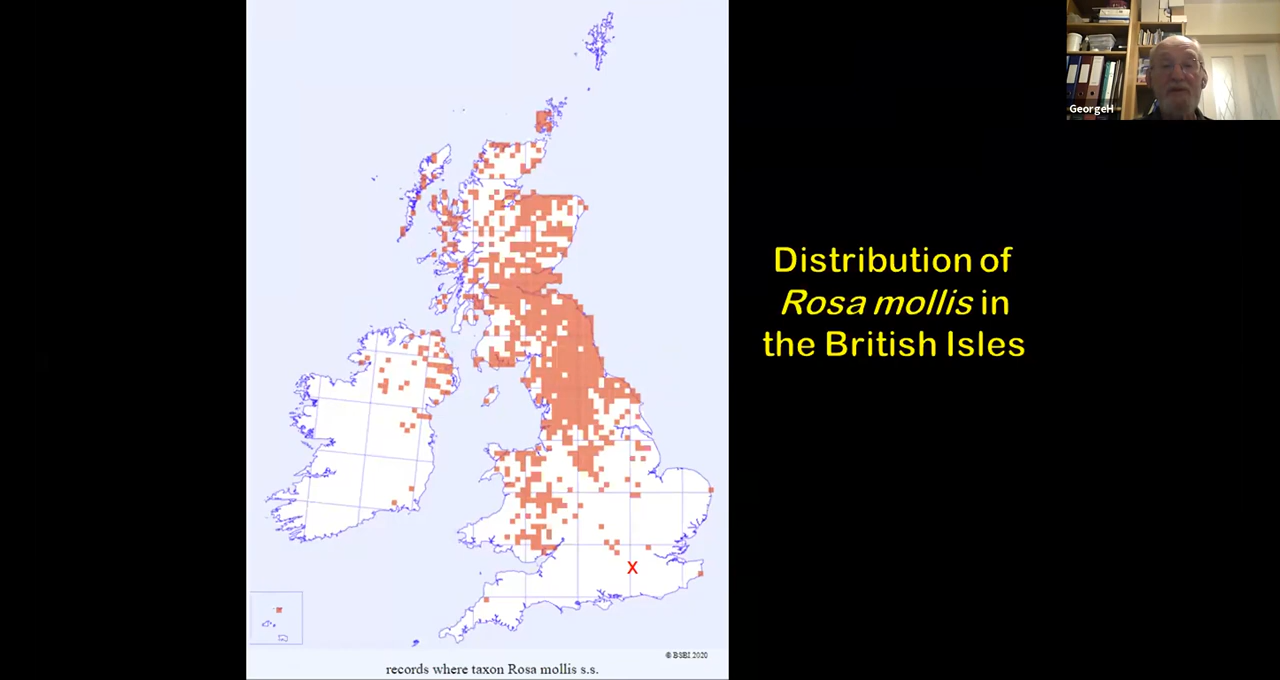 GeorgeH
Distribution of
Rosa mollis in
the British Isles
X
© BSBI 2020
records where taxon Rosa mollis s.s.